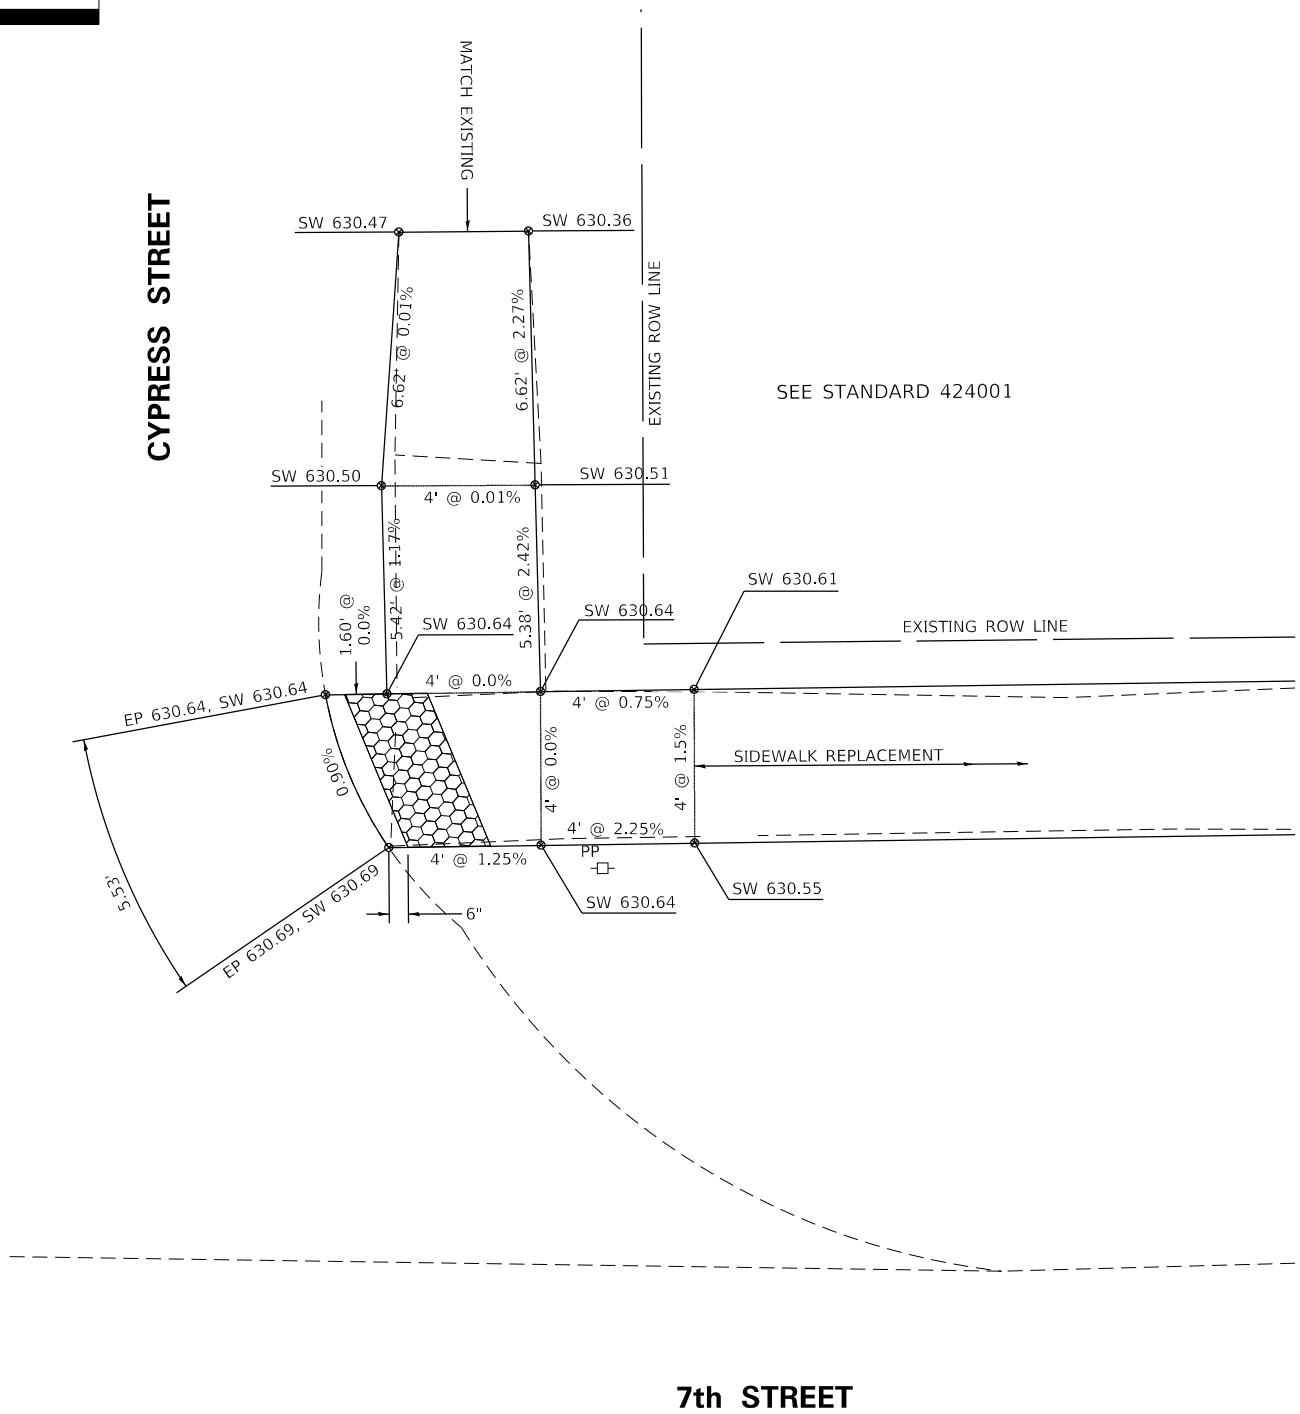 MATCH EXISTING
CYPRESS STREET
SW 630.47
SW 630.36
6.62' @ 0.01%
6.62' @ 2.27%
EXISTING ROW LINE
SEE STANDARD 424001
SW 630.50
SW 630.51
4' @ 0.01%
5.42' @ 1.17%
5.38' @ 2.42%
1.60' @
0.0%
SW 630.64
SW 630.64
SW 630.61
EXISTING ROW LINE
4' @ 0.0%
4' @ 0.75%
EP 630.64, SW 630.64
0.90%
4' @ 0.0%
4' @ 1.5%
SIDEWALK REPLACEMENT
4' @ 2.25%
4' @ 1.25%
PP
5.53'
EP 630.69, SW 630.69
6"
SW 630.64
SW 630.55
7th STREET